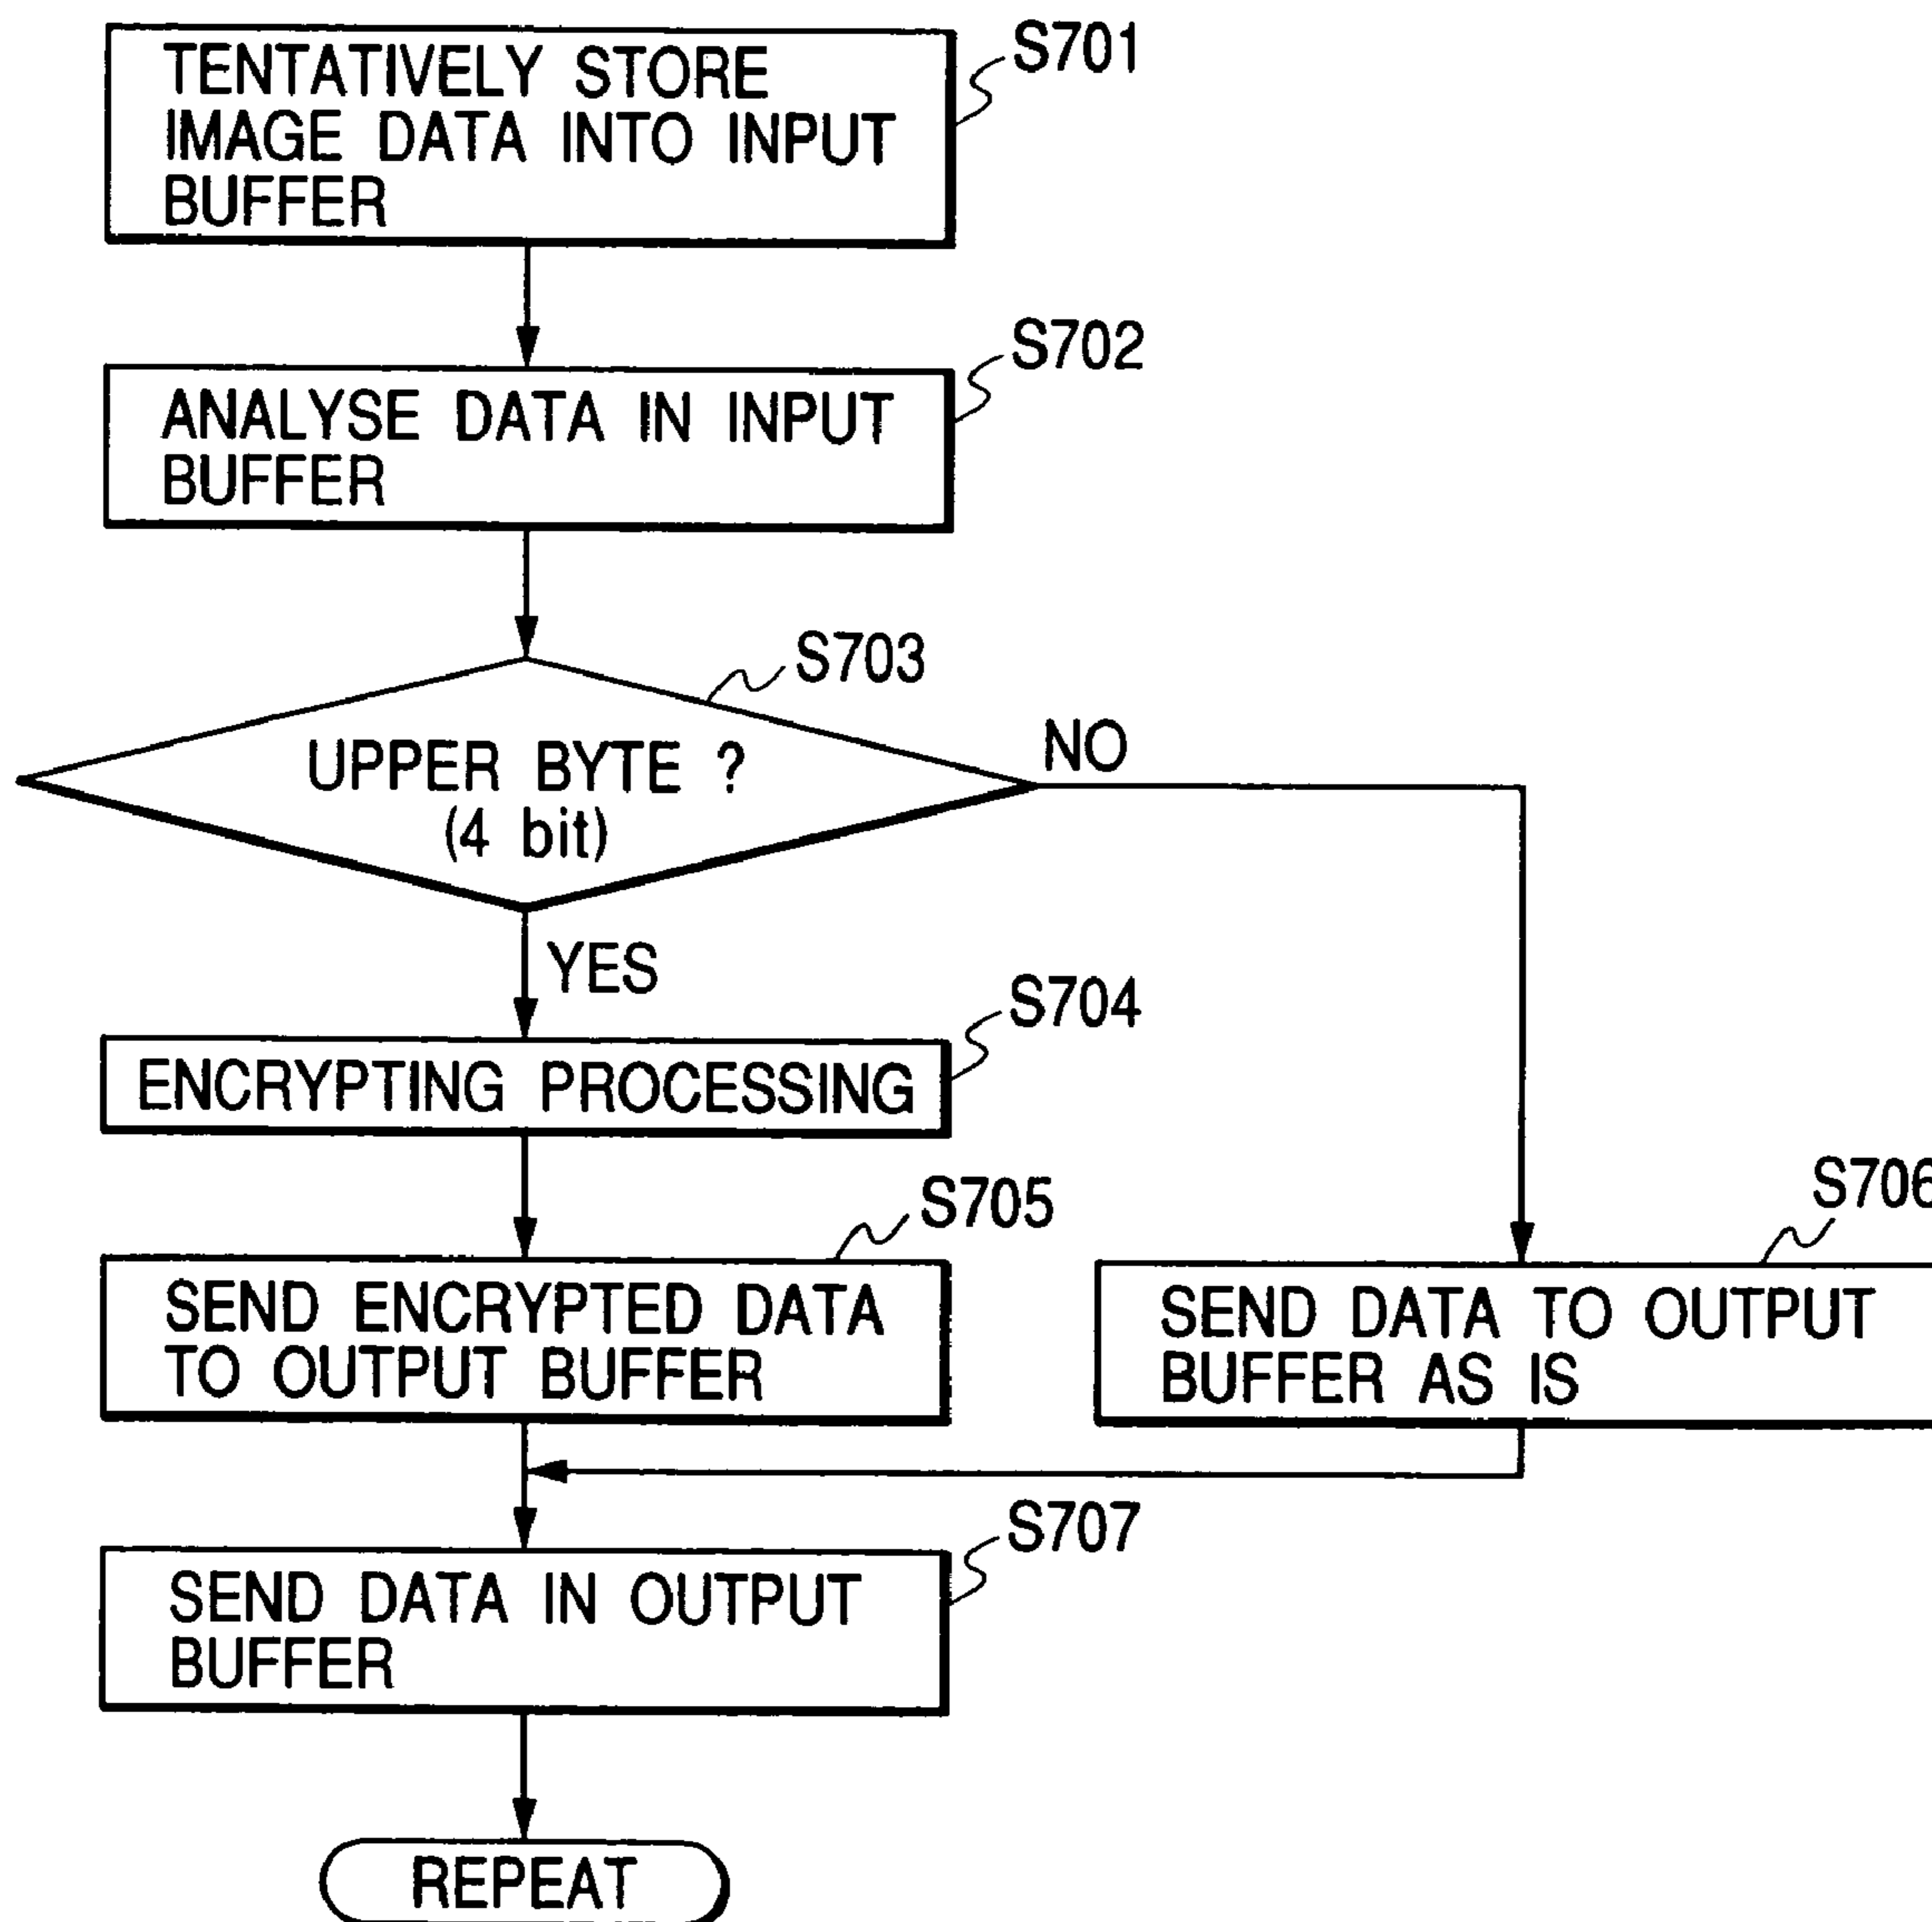 S701
TENTATIVELY STORE
IMAGE DATA INTO INPUT
BUFFER
S702
ANALYSE DATA IN INPUT
BUFFER
S703
UPPER BYTE ?
(4 bit)
NO
YES
S704
ENCRYPTING PROCESSING
S705
SEND ENCRYPTED DATA
TO OUTPUT BUFFER
S706
SEND DATA TO OUTPUT
BUFFER AS IS
S707
SEND DATA IN OUTPUT
BUFFER
REPEAT